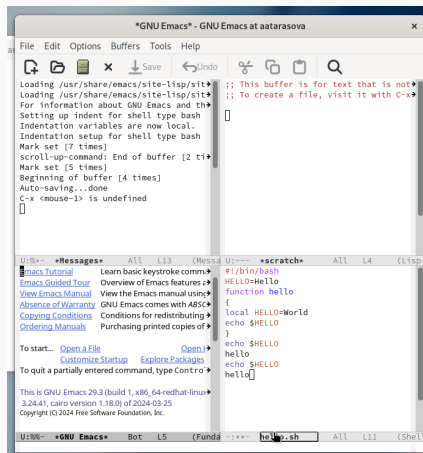 *GNU Emacs* - GNU Emacs at aatarasova
File Edit Options Buffers Tools Help
Save Undo
Loading /usr/share/emacs/site-lisp/sit
Loading /usr/share/emacs/site-lisp/sit
For information about GNU Emacs and th
Setting up indent for shell type bash
Indentation variables are now local.
Indentation setup for shell type bash
Mark set [7 times]
scroll-up-command: End of buffer [2 ti
Mark set [5 times]
Beginning of buffer [4 times]
Auto-saving...done
C-x <mouse-1> is undefined
U:%*- *Messages* All L13 (Messa
;; This buffer is for text that is not
;; To create a file, visit it with C-x
U:--- *scratch* All L4 (Lisp
Emacs Tutorial Learn basic keystroke comma
Emacs Guided Tour Overview of Emacs features a
View Emacs Manual View the Emacs manual using
Absence of Warranty GNU Emacs comes with ABSO
Copying Conditions Conditions for redistributing
Ordering Manuals Purchasing printed copies of
To start... Open a File Open H
Customize Startup Explore Packages
To quit a partially entered command, type Contro
This is GNU Emacs 29.3 (build 1, x86_64-redhat-linux
3.24.41, cairo version 1.18.0) of 2024-03-25
Copyright (C) 2024 Free Software Foundation, Inc.
U:%%- *GNU Emacs* Bot L5 (Funda
#!/bin/bash
HELLO=Hello
function hello
{
local HELLO=World
echo $HELLO
}
echo $HELLO
hello
echo $HELLO
hello
-:**- hello.sh All L11 (Shel